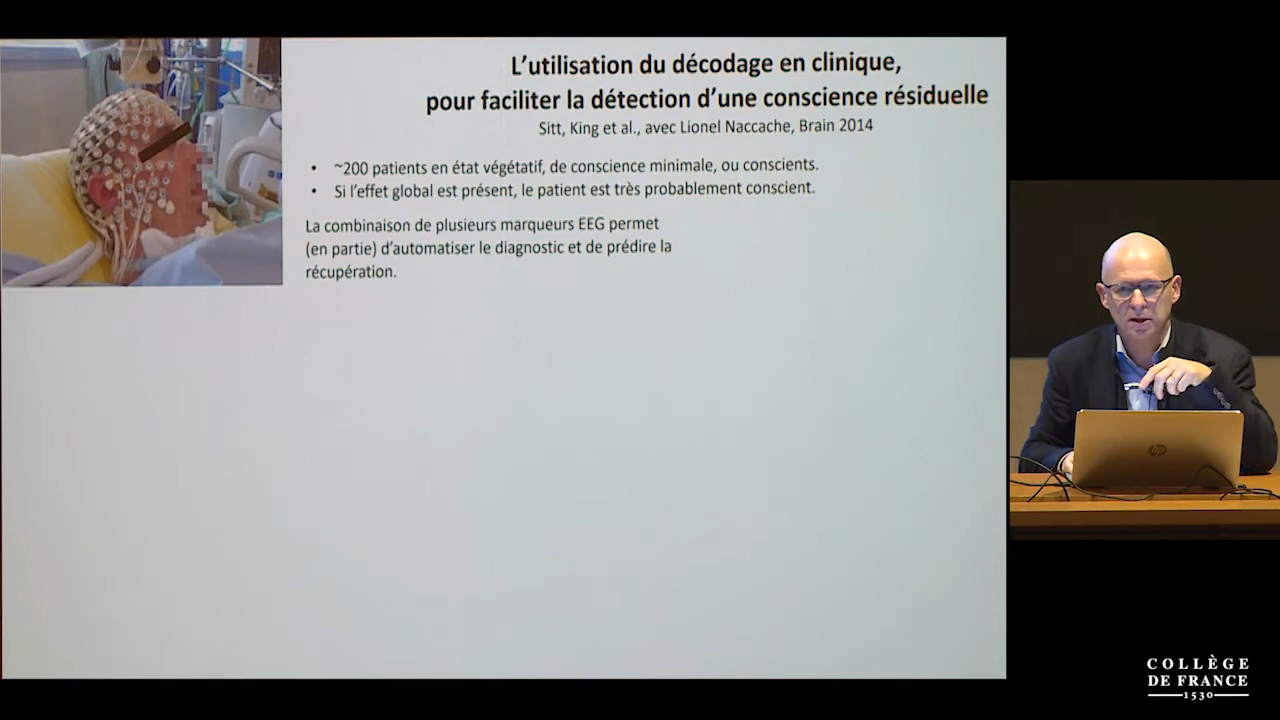 L'utilisation du décodage en clinique,
pour faciliter la détection d'une conscience résiduelle
Sitt, King et al., avec Lionel Naccache, Brain 2014
• ~200 patients en état végétatif, de conscience minimale, ou conscients.
• Si l'effet global est présent, le patient est très probablement conscient.
La combinaison de plusieurs marqueurs EEG permet
(en partie) d'automatiser le diagnostic et de prédire la
récupération.
hp
COLLÈGE
DE FRANCE
1530